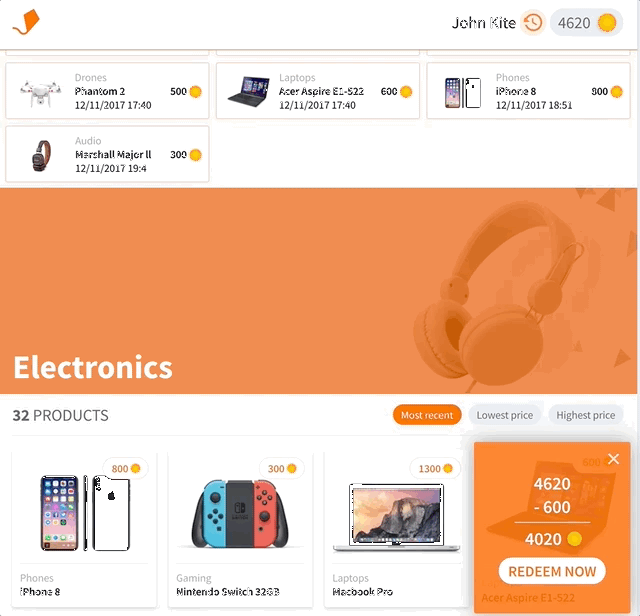 John Kite
4620
Drones
Phantom 2
500
12/11/2017 17:40
Laptops
Acer Aspire E1-522
600
12/11/2017 17:40
Phones
iPhone 8
800
12/11/2017 18:51
Audio
Marshall Major II
300
12/11/2017 19:4
Electronics
32 PRODUCTS
Most recent
Lowest price
Highest price
800
Phones
iPhone 8
300
Gaming
Nintendo Switch 32GB
1300
Laptops
Macbook Pro
600
4620
- 600
4020
REDEEM NOW
Acer Aspire E1-522